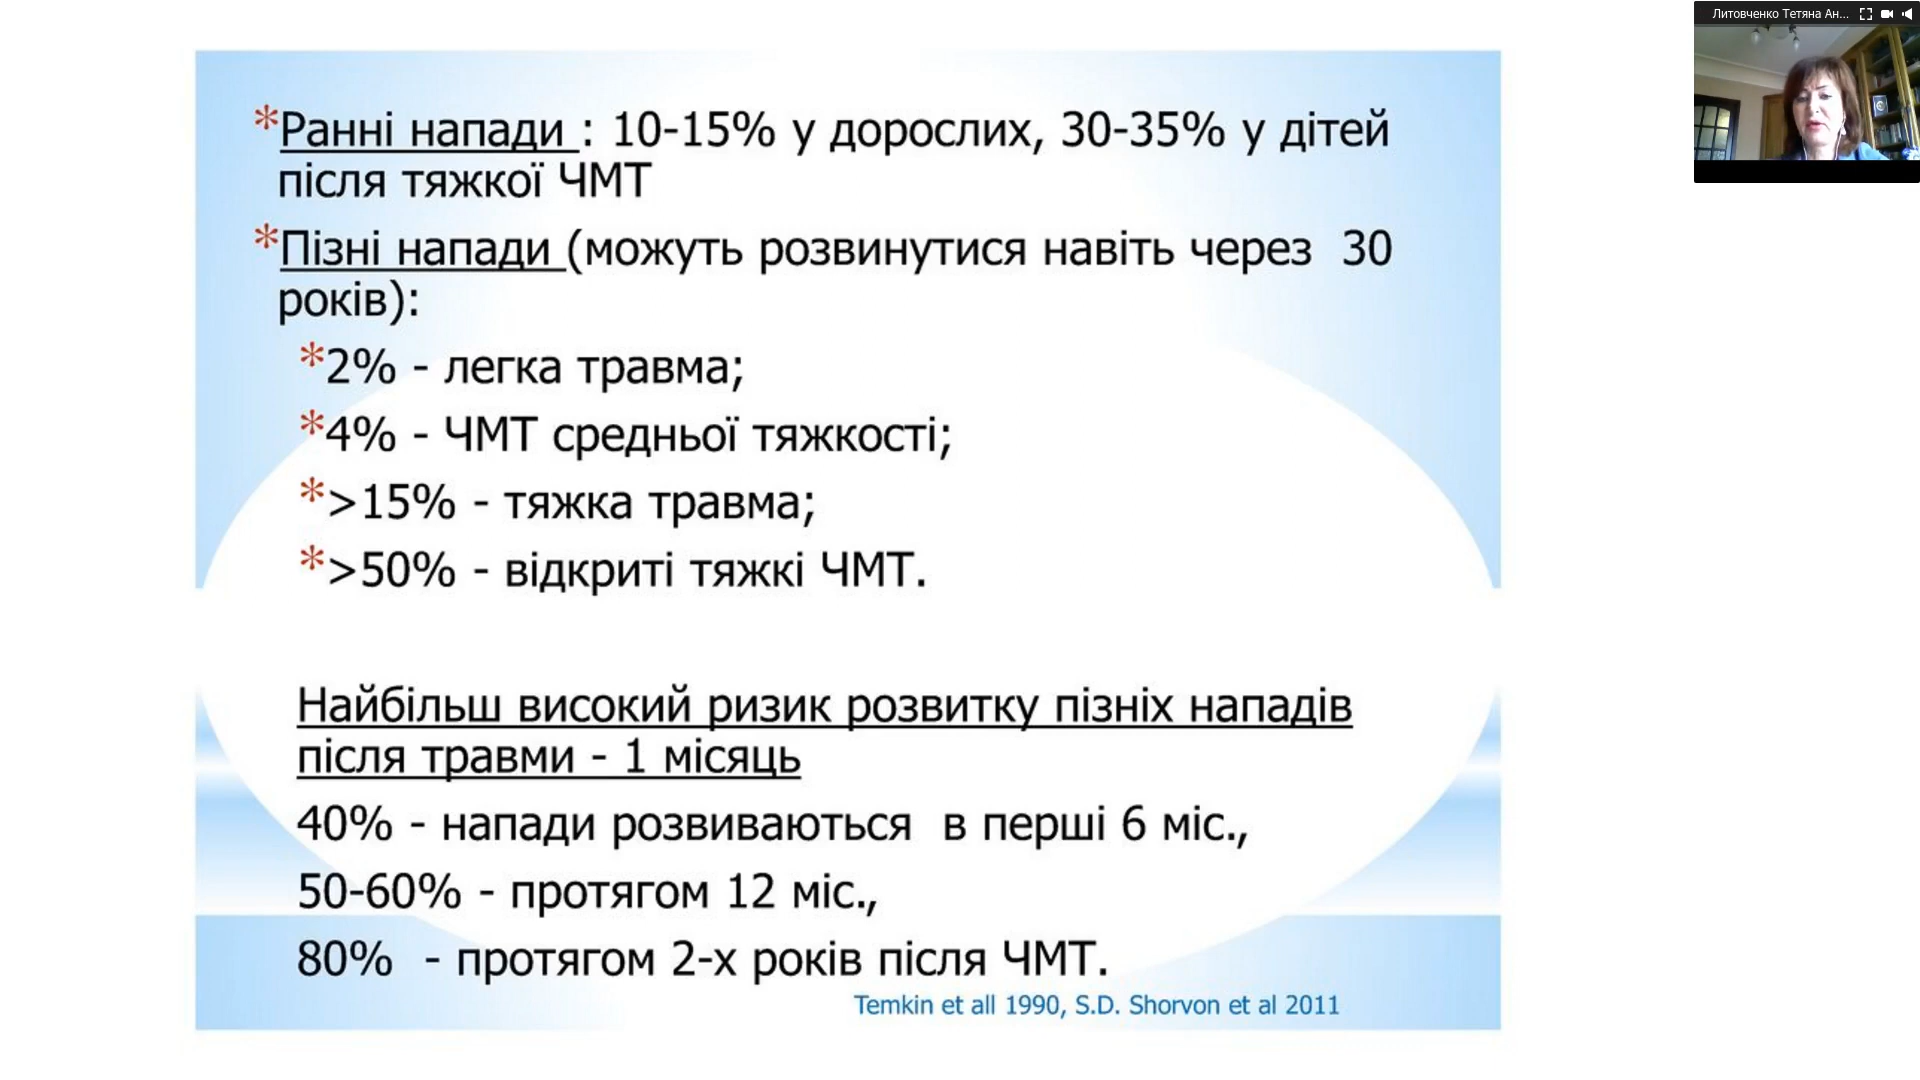 Литовченко Тетяна Ан...
*Ранні напади : 10-15% у дорослих, 30-35% у дітей
після тяжкої ЧМТ
*Пізні напади (можуть розвинутися навіть через 30
років):
*2% - легка травма;
*4% - ЧМТ средньої тяжкості;
*>15% - тяжка травма;
*>50% - відкриті тяжкі ЧМТ.
Найбільш високий ризик розвитку пізніх нападів
після травми - 1 місяць
40% - напади розвиваються в перші 6 міс.,
50-60% - протягом 12 міс.,
80% - протягом 2-х років після ЧМТ.
Temkin et all 1990, S.D. Shorvon et al 2011